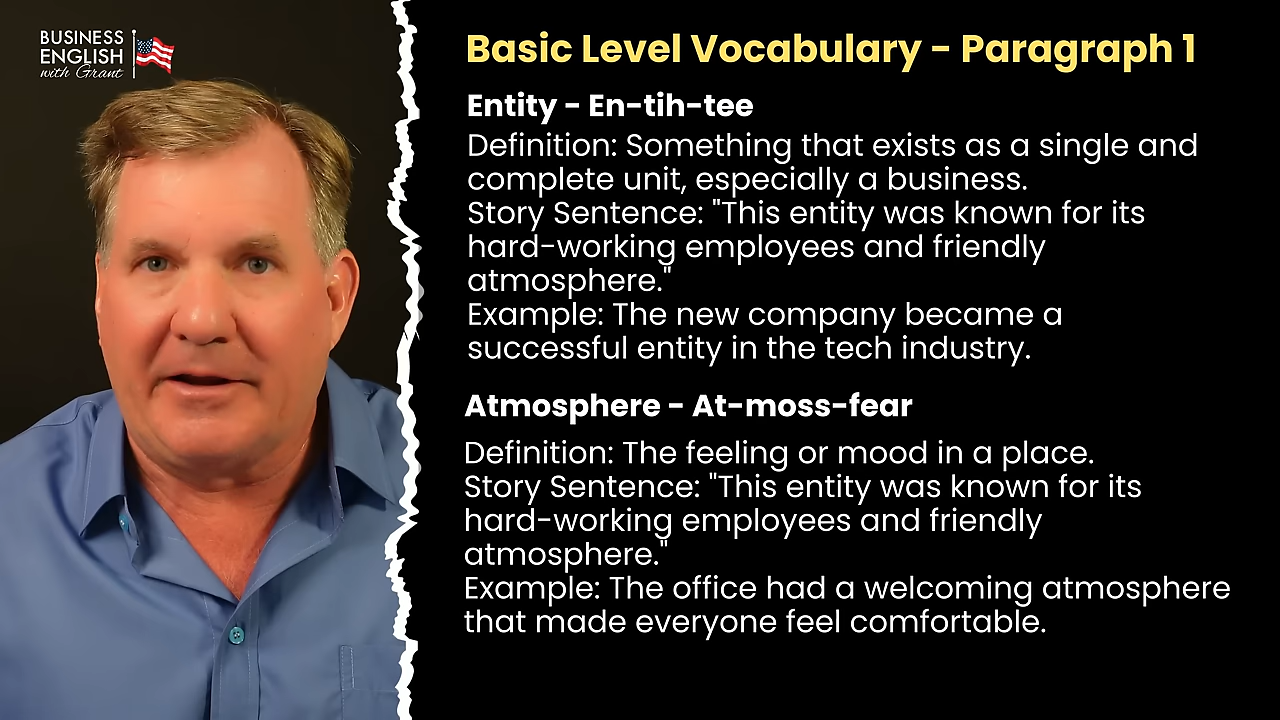 BUSINESS
ENGLISH
with Grant
Basic Level Vocabulary - Paragraph 1
Entity - En-tih-tee
Definition: Something that exists as a single and
complete unit, especially a business.
Story Sentence: "This entity was known for its
hard-working employees and friendly
atmosphere."
Example: The new company became a
successful entity in the tech industry.
Atmosphere - At-moss-fear
Definition: The feeling or mood in a place.
Story Sentence: "This entity was known for its
hard-working employees and friendly
atmosphere."
Example: The office had a welcoming atmosphere
that made everyone feel comfortable.